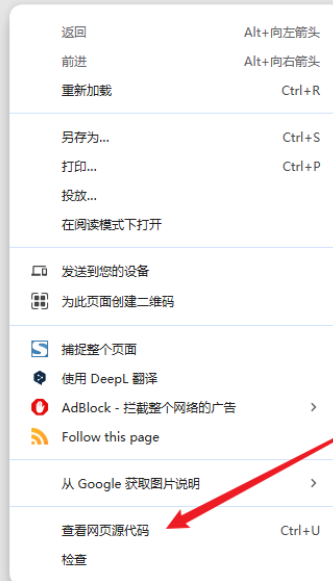 返回 Alt+向左箭头
前进 Alt+向右箭头
重新加载 Ctrl+R
另存为... Ctrl+S
打印... Ctrl+P
投放...
在阅读模式下打开
发送到您的设备
为此页面创建二维码
捕捉整个页面
使用 DeepL 翻译
AdBlock - 拦截整个网络的广告
Follow this page
从 Google 获取图片说明
查看网页源代码 Ctrl+U
检查